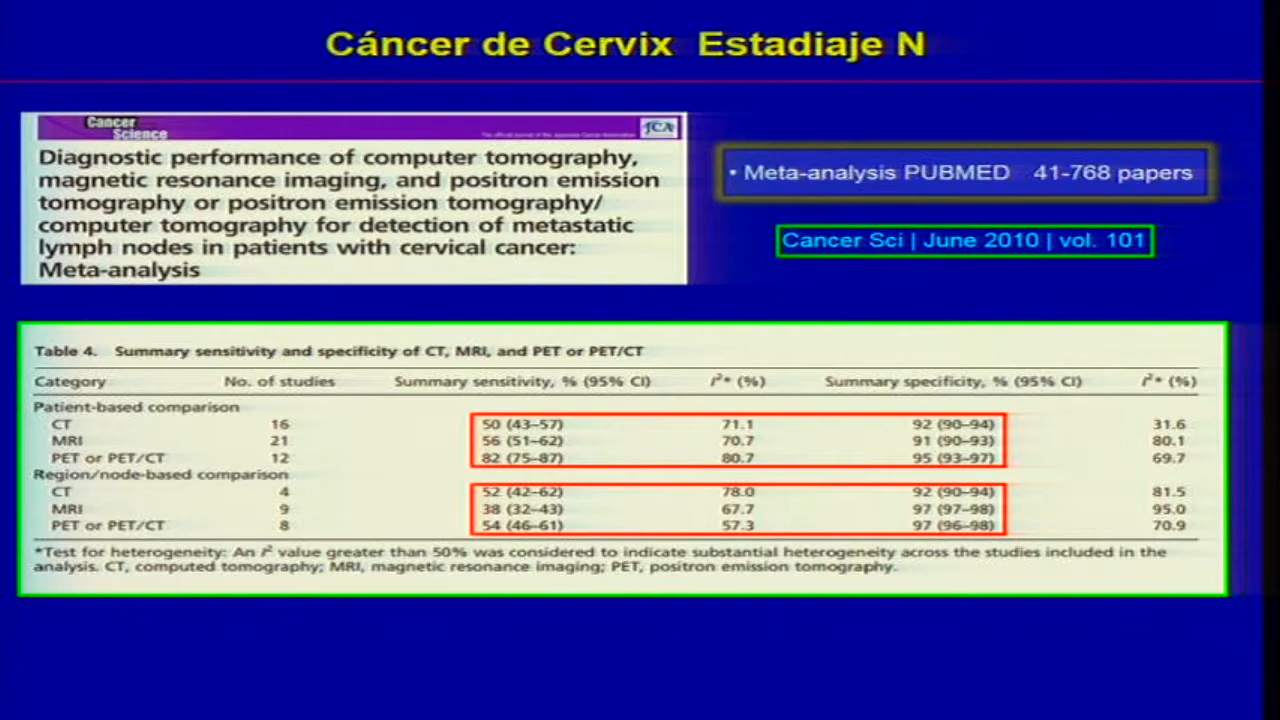 Cáncer de Cervix Estadiaje N
Cancer
Science
The official journal of the Japanese Cancer Association
JCA
Diagnostic performance of computer tomography,
magnetic resonance imaging, and positron emission
tomography or positron emission tomography/
computer tomography for detection of metastatic
lymph nodes in patients with cervical cancer:
Meta-analysis
• Meta-analysis PUBMED 41-768 papers
Cancer Sci | June 2010 | vol. 101
Table 4. Summary sensitivity and specificity of CT, MRI, and PET or PET/CT
Category No. of studies Summary sensitivity, % (95% CI) I²* (%) Summary specificity, % (95% CI) I²* (%)
Patient-based comparison
CT 16 50 (43–57) 71.1 92 (90–94) 31.6
MRI 21 56 (51–62) 70.7 91 (90–93) 80.1
PET or PET/CT 12 82 (75–87) 80.7 95 (93–97) 69.7
Region/node-based comparison
CT 4 52 (42–62) 78.0 92 (90–94) 81.5
MRI 9 38 (32–43) 67.7 97 (97–98) 95.0
PET or PET/CT 8 54 (46–61) 57.3 97 (96–98) 70.9
*Test for heterogeneity: An I² value greater than 50% was considered to indicate substantial heterogeneity across the studies included in the
analysis. CT, computed tomography; MRI, magnetic resonance imaging; PET, positron emission tomography.